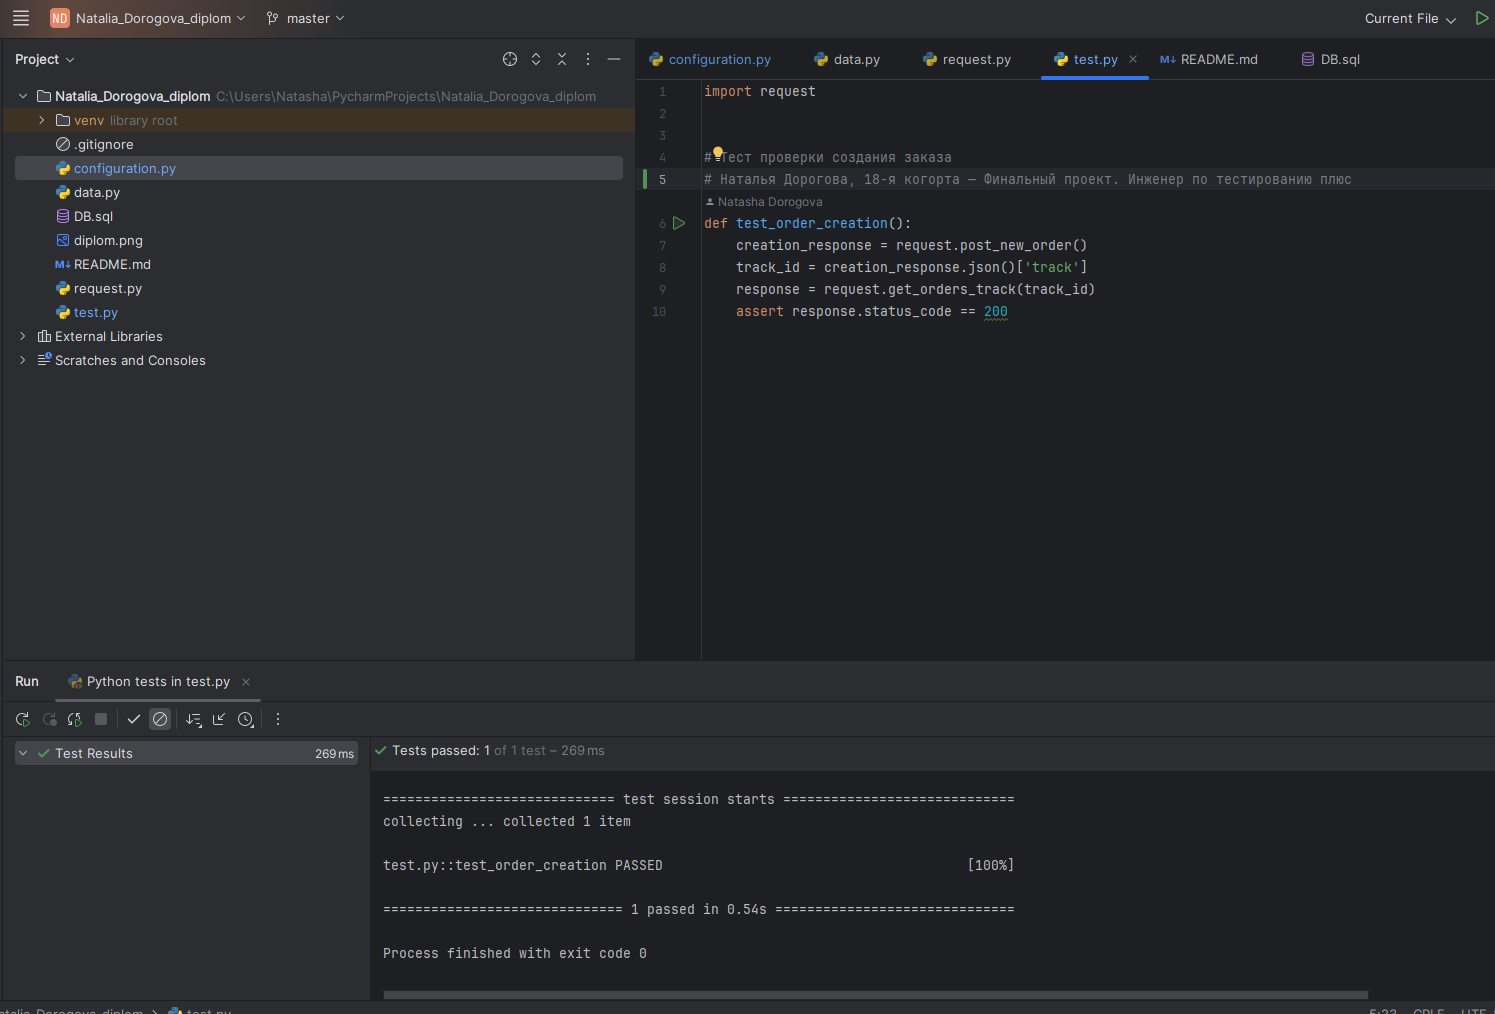 ND Natalia_Dorogova_diplom master Current File
Project
configuration.py data.py request.py test.py README.md DB.sql
Natalia_Dorogova_diplom C:\Users\Natasha\PycharmProjects\Natalia_Dorogova_diplom
venv library root
.gitignore
configuration.py
data.py
DB.sql
diplom.png
README.md
request.py
test.py
External Libraries
Scratches and Consoles
1 import request
2
3
4 # Тест проверки создания заказа
5 # Наталья Дорогова, 18-я когорта — Финальный проект. Инженер по тестированию плюс
Natasha Dorogova
6 def test_order_creation():
7 creation_response = request.post_new_order()
8 track_id = creation_response.json()['track']
9 response = request.get_orders_track(track_id)
10 assert response.status_code == 200
Run Python tests in test.py
Test Results 269 ms
Tests passed: 1 of 1 test – 269 ms
============================= test session starts =============================
collecting ... collected 1 item
test.py::test_order_creation PASSED [100%]
============================== 1 passed in 0.54s ==============================
Process finished with exit code 0
talia_Dorogova_diplom > test.py 5:23 CRLF UTF